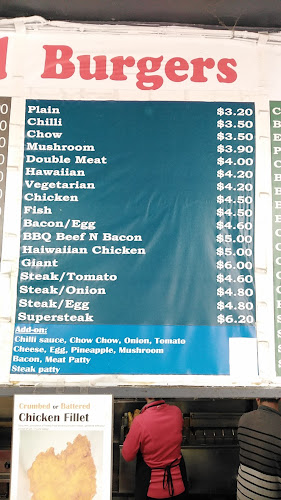 Burgers
Plain $3.20
Chilli $3.50
Chow $3.50
Mushroom $3.90
Double Meat $4.00
Hawaiian $4.20
Vegetarian $4.20
Chicken $4.50
Fish $4.50
Bacon/Egg $4.60
BBQ Beef N Bacon $5.00
Haiwaiian Chicken $5.00
Giant $6.00
Steak/Tomato $4.60
Steak/Onion $4.80
Steak/Egg $4.80
Supersteak $6.20
Add-on:
Chilli sauce, Chow Chow, Onion, Tomato
Cheese, Egg, Pineapple, Mushroom
Bacon, Meat Patty
Steak patty
Crumbed or Battered
Chicken Fillet